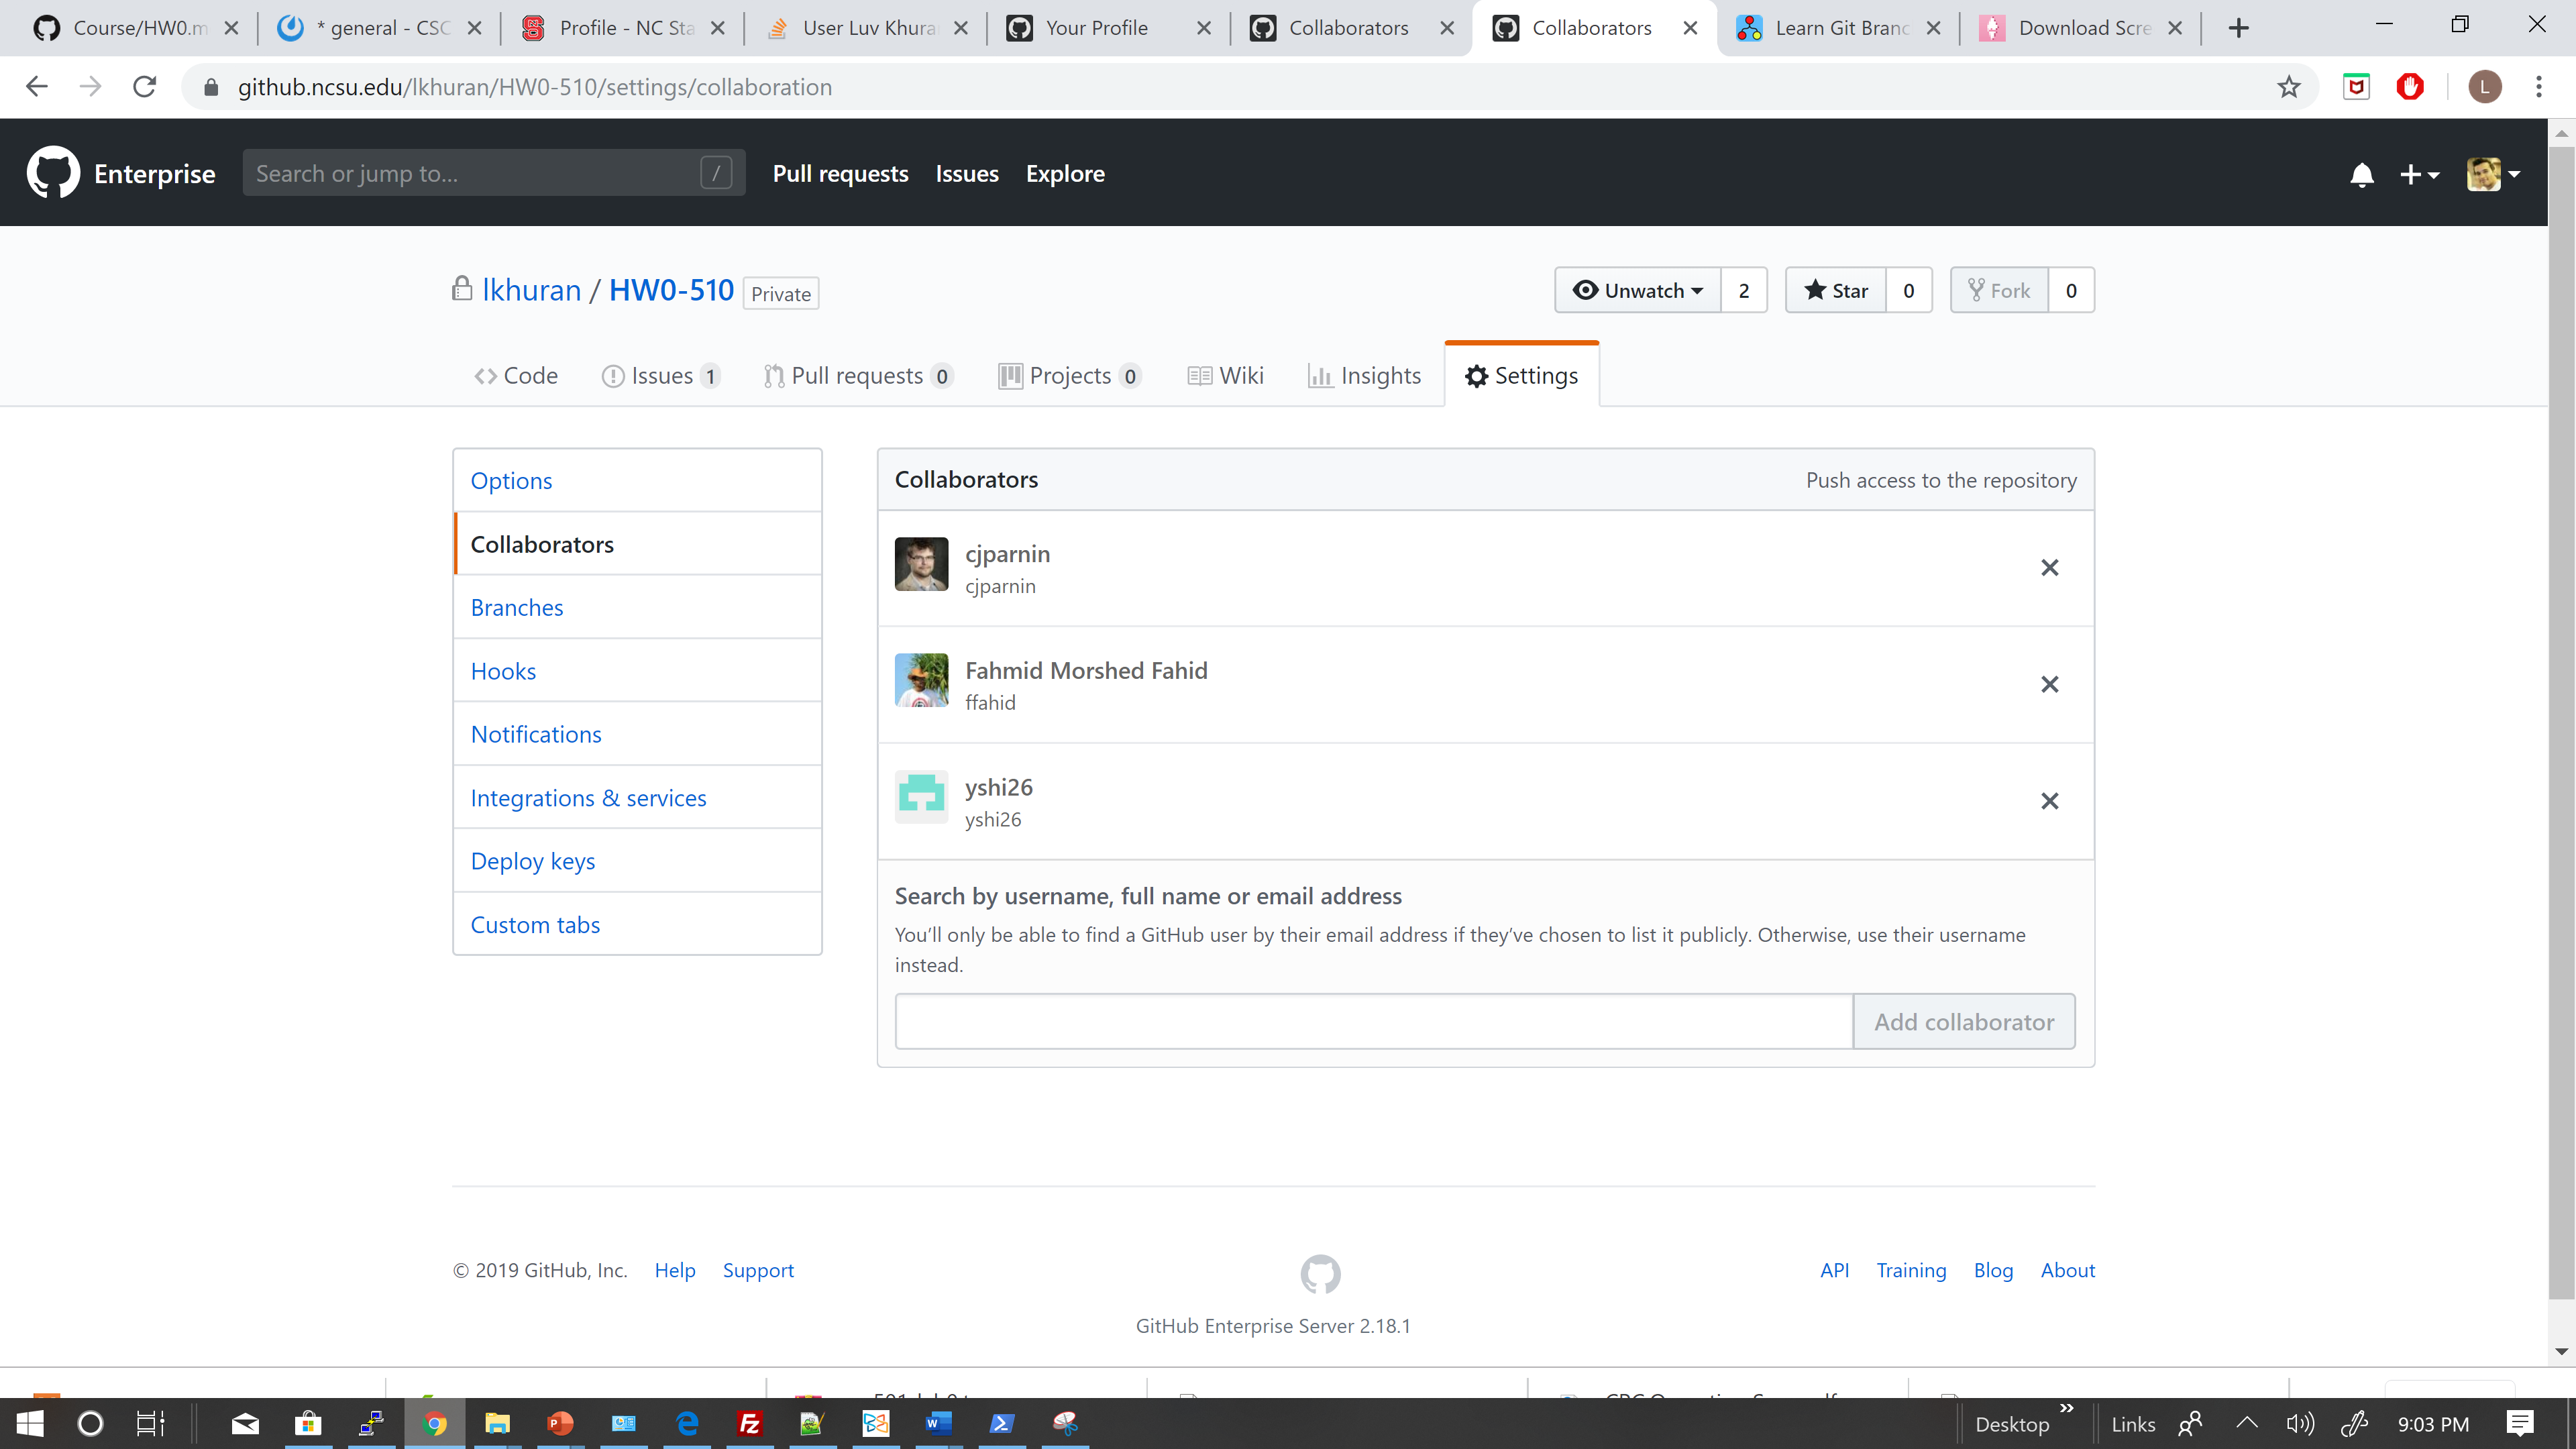 Course/HW0.m
* general - CSC
Profile - NC Sta
User Luv Khura
Your Profile
Collaborators
Collaborators
Learn Git Branc
Download Scre
github.ncsu.edu/lkhuran/HW0-510/settings/collaboration
L
Enterprise
Search or jump to...
/
Pull requests
Issues
Explore
lkhuran / HW0-510 Private
Unwatch 2
Star 0
Fork 0
Code
Issues 1
Pull requests 0
Projects 0
Wiki
Insights
Settings
Options
Collaborators
Branches
Hooks
Notifications
Integrations & services
Deploy keys
Custom tabs
Collaborators
Push access to the repository
cjparnin
cjparnin
Fahmid Morshed Fahid
ffahid
yshi26
yshi26
Search by username, full name or email address
You’ll only be able to find a GitHub user by their email address if they’ve chosen to list it publicly. Otherwise, use their username
instead.
Add collaborator
© 2019 GitHub, Inc.
Help
Support
API
Training
Blog
About
GitHub Enterprise Server 2.18.1
Desktop
Links
9:03 PM